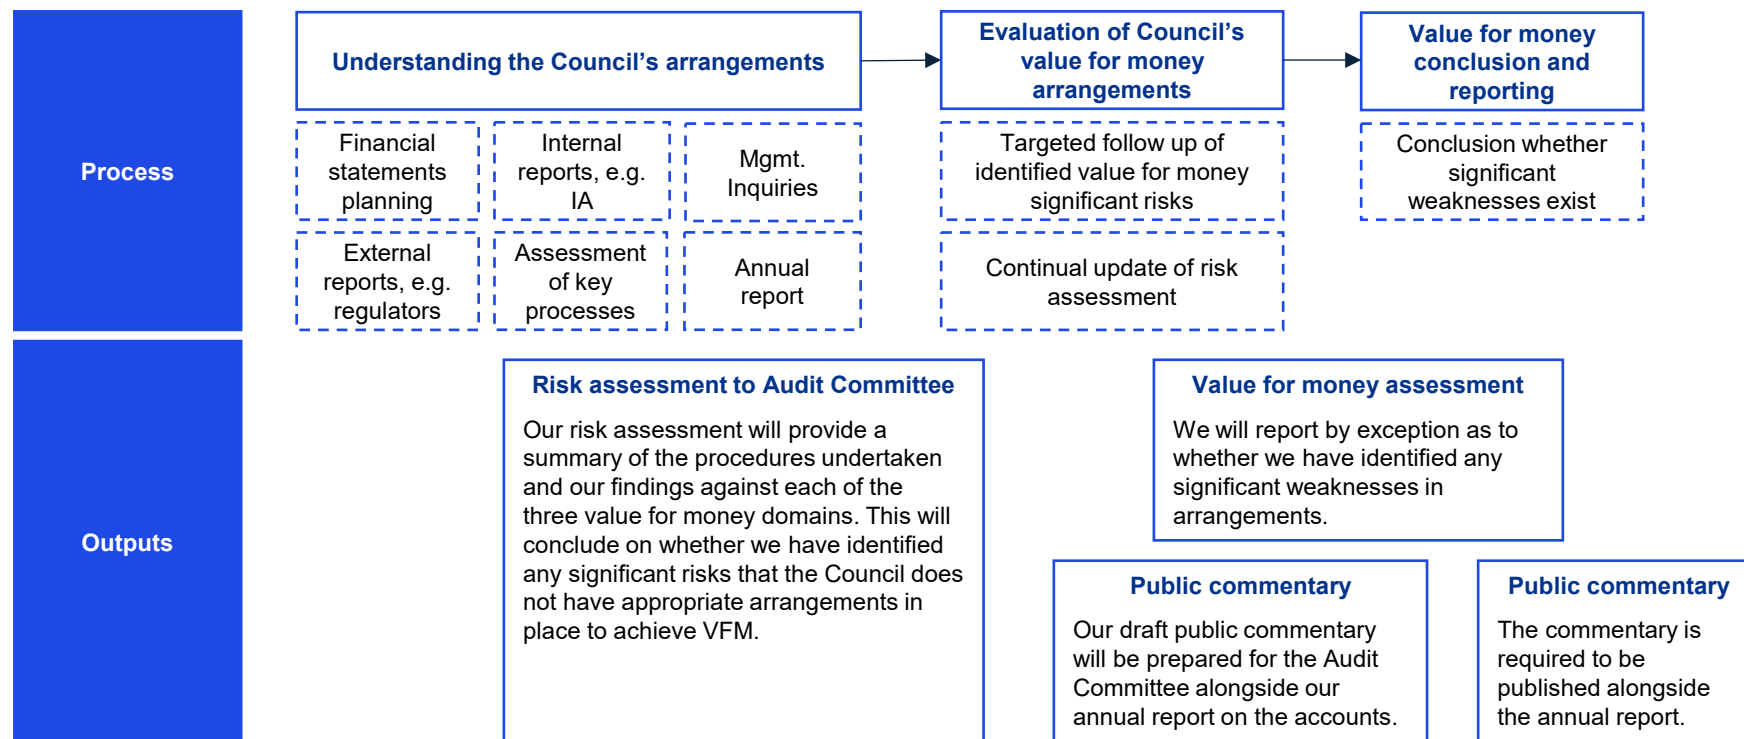 Process
Understanding the Council's arrangements
Evaluation of Council's
value for money
arrangements
Value for money
conclusion and
reporting
Financial
statements
planning
Internal
reports, e.g.
IA
Mgmt.
Inquiries
External
reports, e.g.
regulators
Assessment
of key
processes
Annual
report
Targeted follow up of
identified value for money
significant risks
Continual update of risk
assessment
Conclusion whether
significant
weaknesses exist
Outputs
Risk assessment to Audit Committee
Our risk assessment will provide a
summary of the procedures undertaken
and our findings against each of the
three value for money domains. This will
conclude on whether we have identified
any significant risks that the Council does
not have appropriate arrangements in
place to achieve VFM.
Value for money assessment
We will report by exception as to
whether we have identified any
significant weaknesses in
arrangements.
Public commentary
Our draft public commentary
will be prepared for the Audit
Committee alongside our
annual report on the accounts.
Public commentary
The commentary is
required to be
published alongside
the annual report.